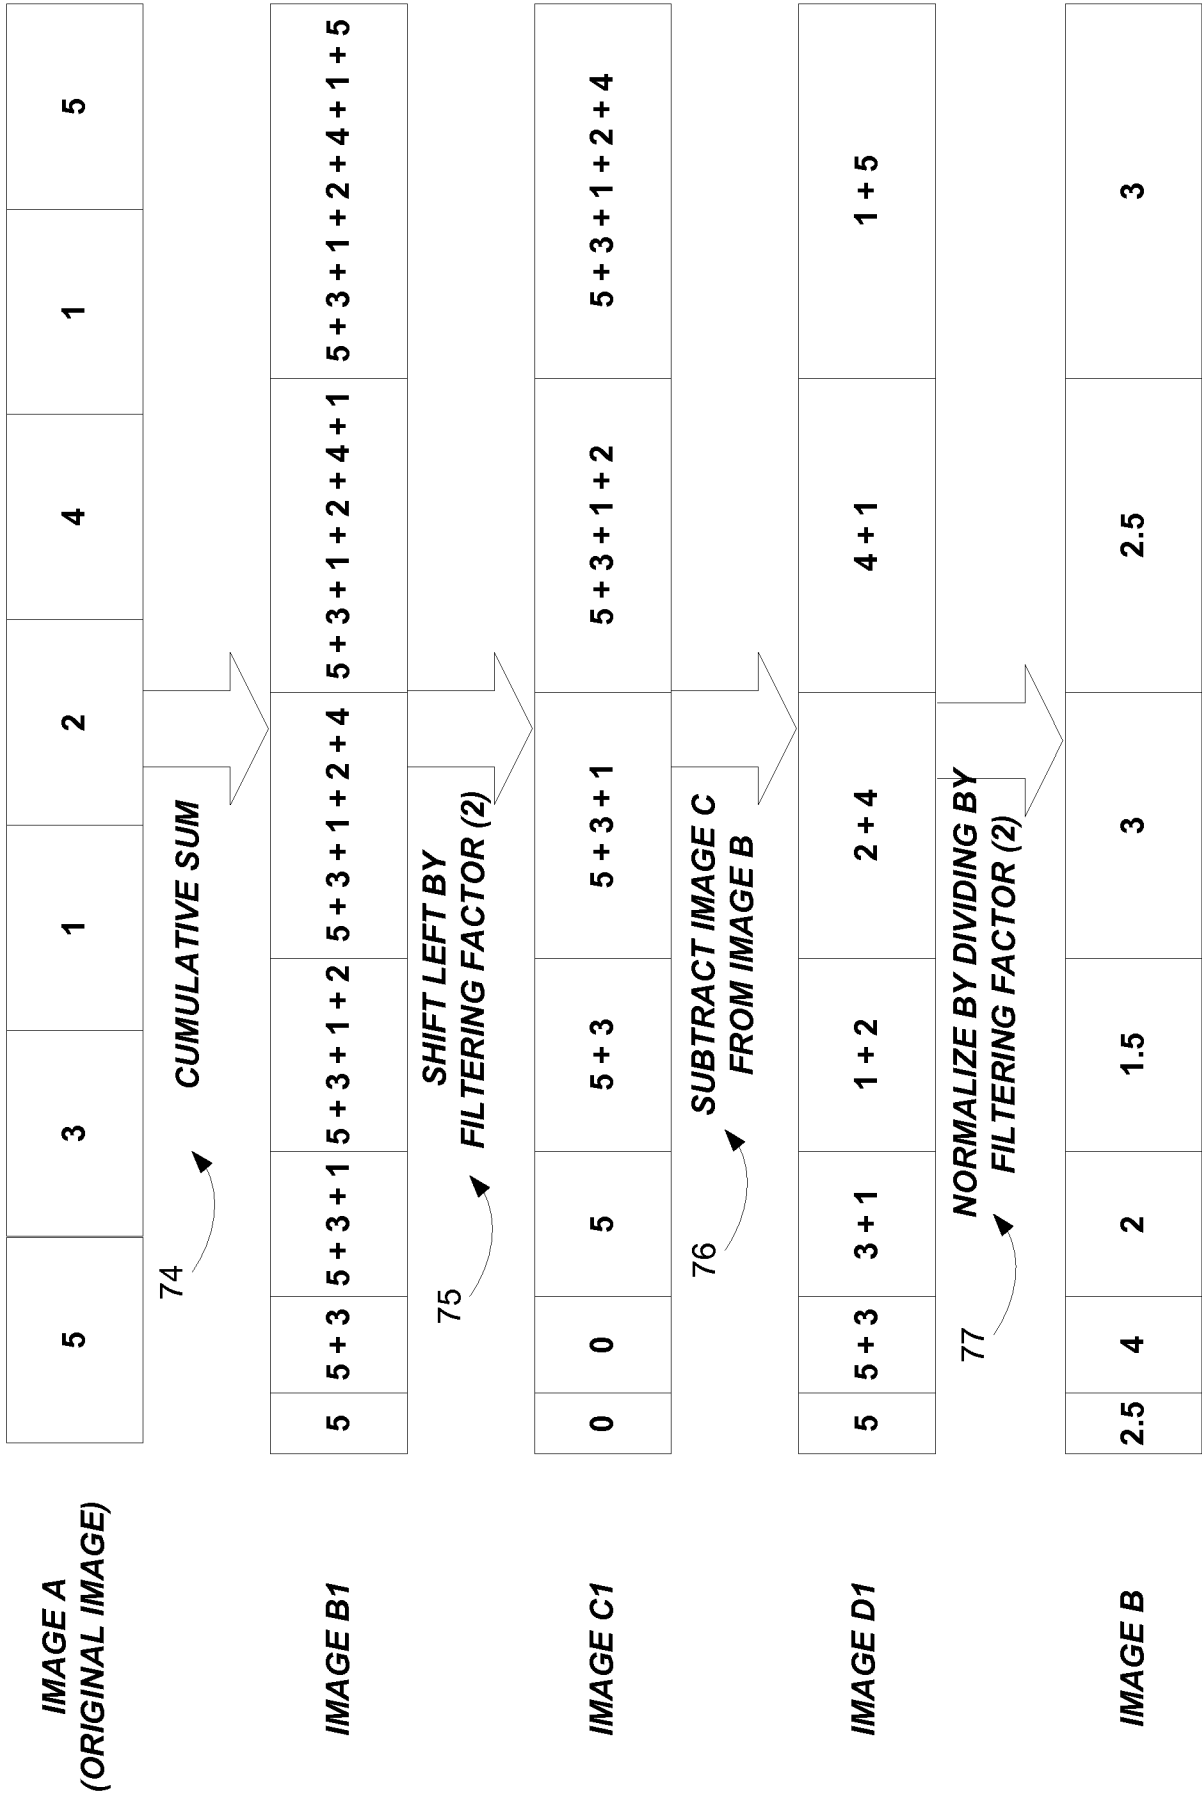 IMAGE A
(ORIGINAL IMAGE)
5 3 1 2 4 1 5
74
CUMULATIVE SUM
IMAGE B1
5 5 + 3 5 + 3 + 1 5 + 3 + 1 + 2 5 + 3 + 1 + 2 + 4 5 + 3 + 1 + 2 + 4 + 1 5 + 3 + 1 + 2 + 4 + 1 + 5
75
SHIFT LEFT BY
FILTERING FACTOR (2)
IMAGE C1
0 0 5 5 + 3 5 + 3 + 1 5 + 3 + 1 + 2 5 + 3 + 1 + 2 + 4
76
SUBTRACT IMAGE C
FROM IMAGE B
IMAGE D1
5 5 + 3 3 + 1 1 + 2 2 + 4 4 + 1 1 + 5
77
NORMALIZE BY DIVIDING BY
FILTERING FACTOR (2)
IMAGE B
2.5 4 2 1.5 3 2.5 3